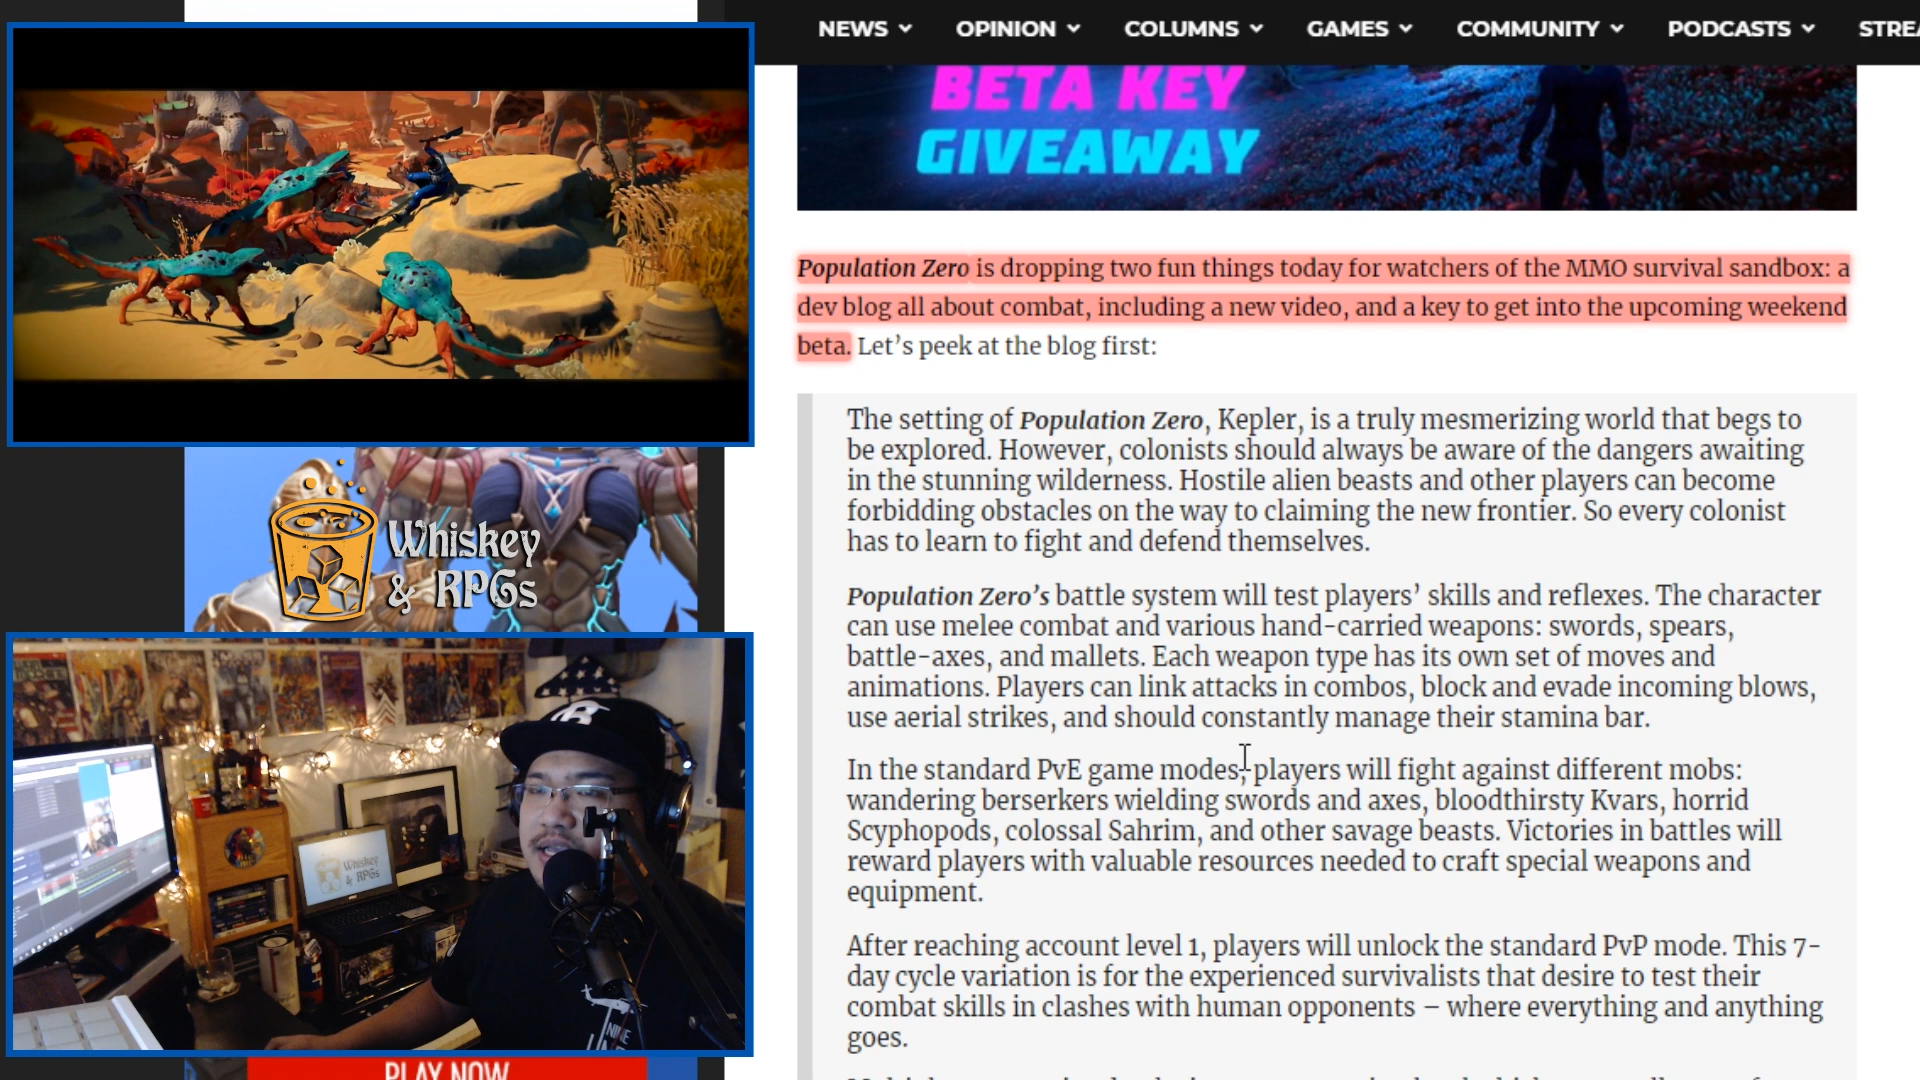 NEWS OPINION COLUMNS GAMES COMMUNITY PODCASTS
BETA KEY
GIVEAWAY
Population Zero is dropping two fun things today for watchers of the MMO survival sandbox: a
dev blog all about combat, including a new video, and a key to get into the upcoming weekend
beta. Let’s peek at the blog first:
The setting of Population Zero, Kepler, is a truly mesmerizing world that begs to
be explored. However, colonists should always be aware of the dangers awaiting
in the stunning wilderness. Hostile alien beasts and other players can become
forbidding obstacles on the way to claiming the new frontier. So every colonist
has to learn to fight and defend themselves.
Population Zero’s battle system will test players’ skills and reflexes. The character
can use melee combat and various hand-carried weapons: swords, spears,
battle-axes, and mallets. Each weapon type has its own set of moves and
animations. Players can link attacks in combos, block and evade incoming blows,
use aerial strikes, and should constantly manage their stamina bar.
In the standard PvE game modes, players will fight against different mobs:
wandering berserkers wielding swords and axes, bloodthirsty Kvars, horrid
Scyphopods, colossal Sahrim, and other savage beasts. Victories in battles will
reward players with valuable resources needed to craft special weapons and
equipment.
After reaching account level 1, players will unlock the standard PvP mode. This 7-
day cycle variation is for the experienced survivalists that desire to test their
combat skills in clashes with human opponents – where everything and anything
goes.
Whiskey
& RPGs
Whiskey
& RPGs
PLAY NOW